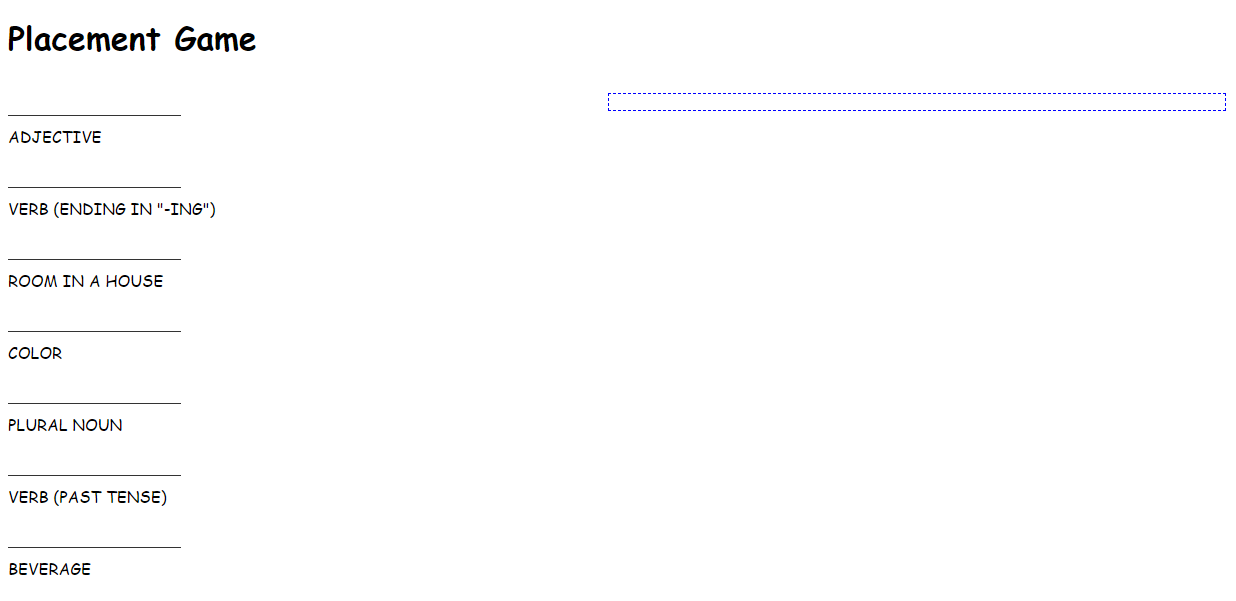 Placement Game
ADJECTIVE
VERB (ENDING IN "-ING")
ROOM IN A HOUSE
COLOR
PLURAL NOUN
VERB (PAST TENSE)
BEVERAGE